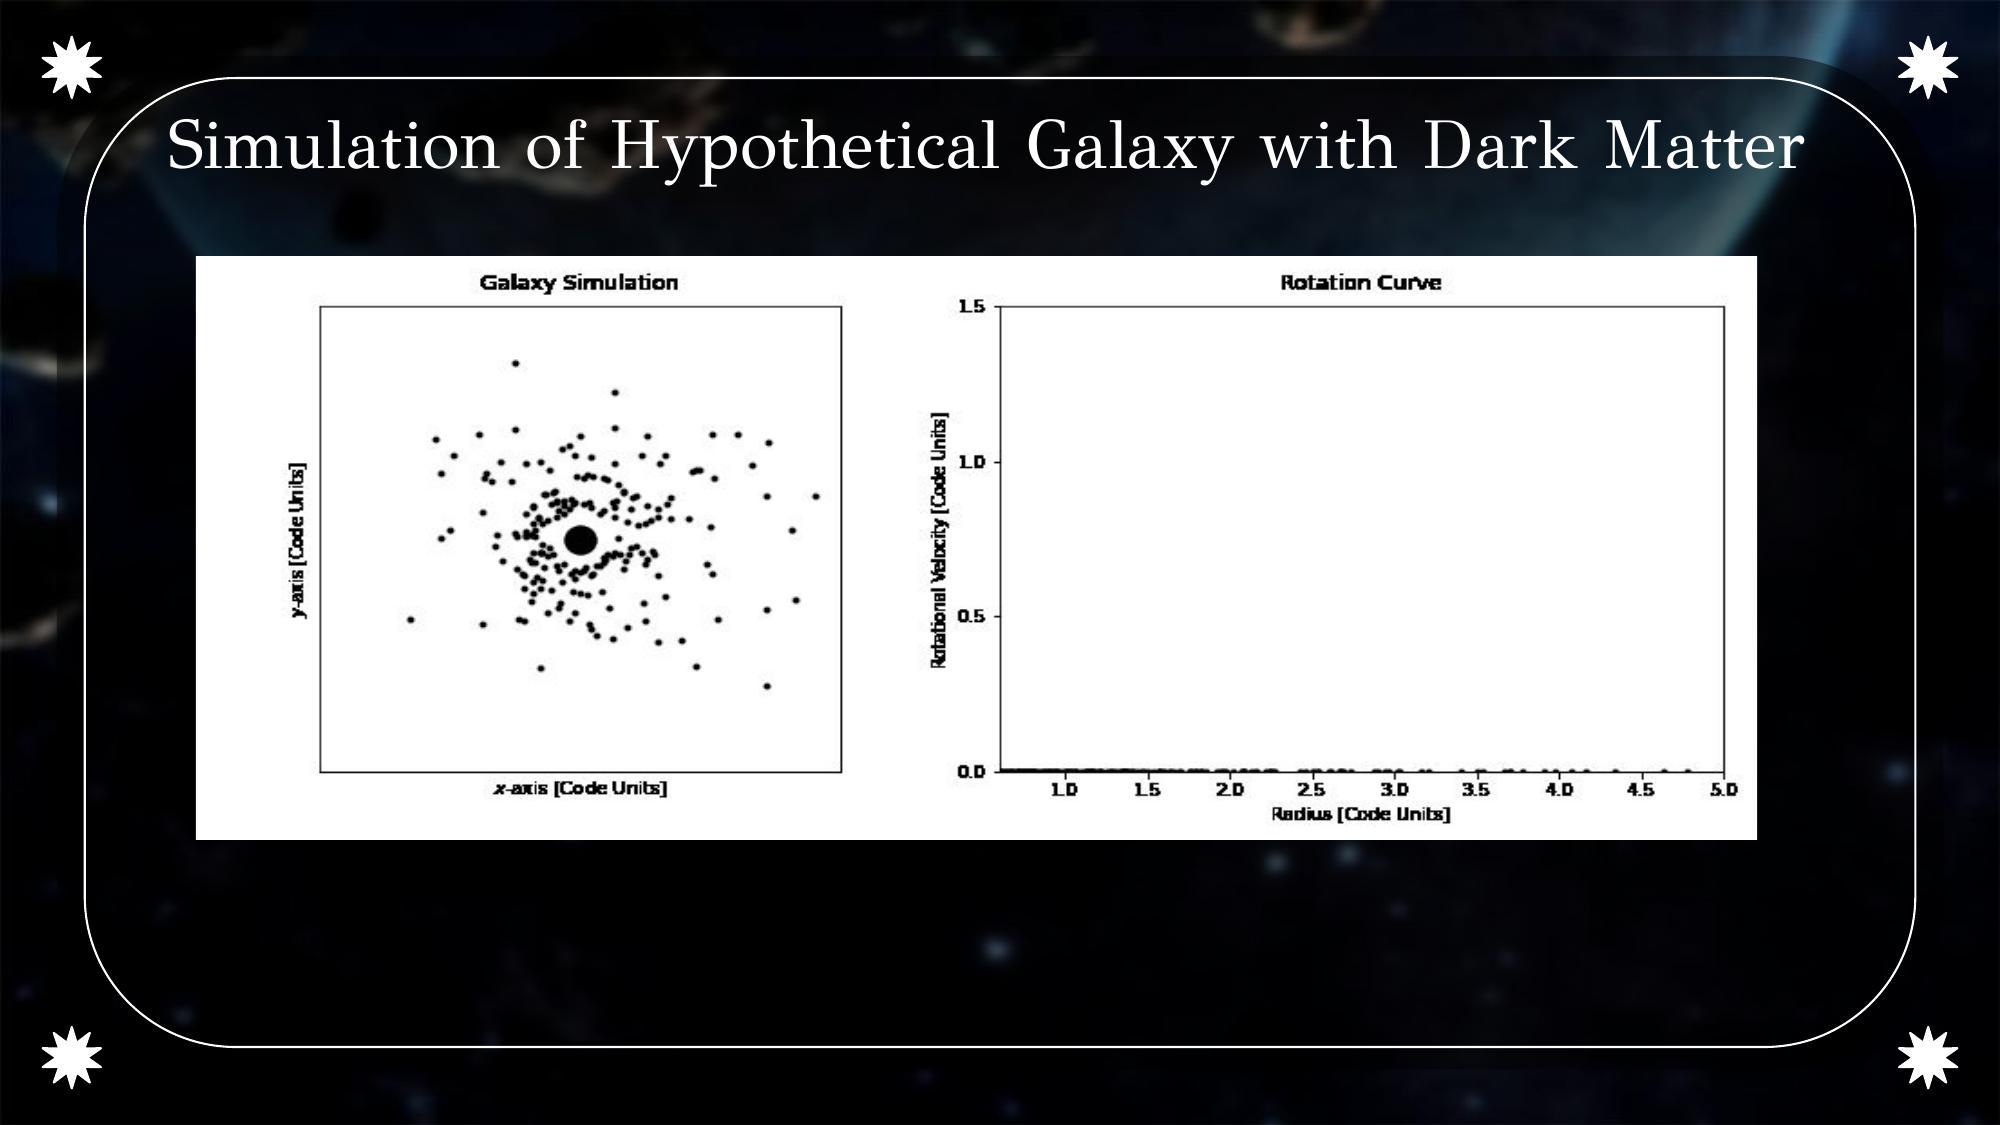 Simulation of Hypothetical Galaxy with Dark Matter
Galaxy Simulation
y-axis [Code Units]
x-axis [Code Units]
Rotation Curve
Rotational Velocity [Code Units]
1.5
1.0
0.5
0.0
1.0 1.5 2.0 2.5 3.0 3.5 4.0 4.5 5.0
Radius [Code Units]